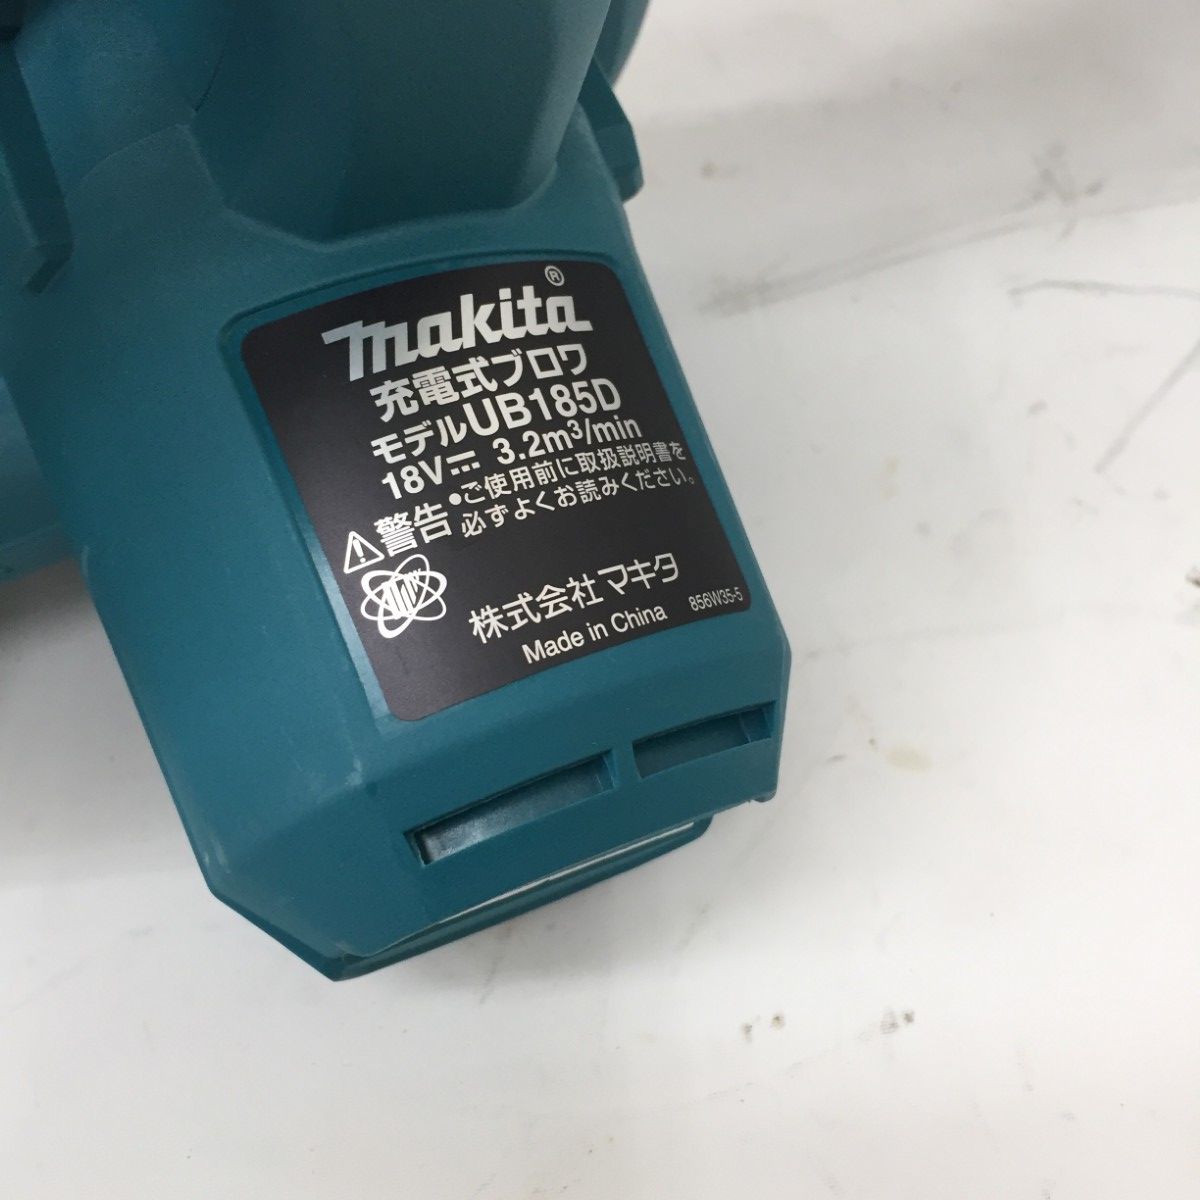 makita®
充電式ブロワ
モデルUB185D
18V⎓ 3.2m³/min
⚠警告 •ご使用前に取扱説明書を
必ずよくお読みください。
株式会社マキタ
Made in China 856W35-5